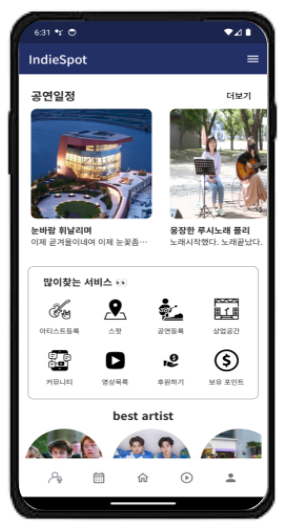 6:31
IndieSpot
공연일정 더보기
눈바람 휘날리며
이제 곧겨울이네여 이제 눈꽃좀···
웅장한 루시노래 폴리
노래시작했다. 노래끝났다.
많이찾는 서비스 👀
아티스트등록 스팟 공연등록 상업공간
커뮤니티 영상목록 후원하기 보유 포인트
best artist